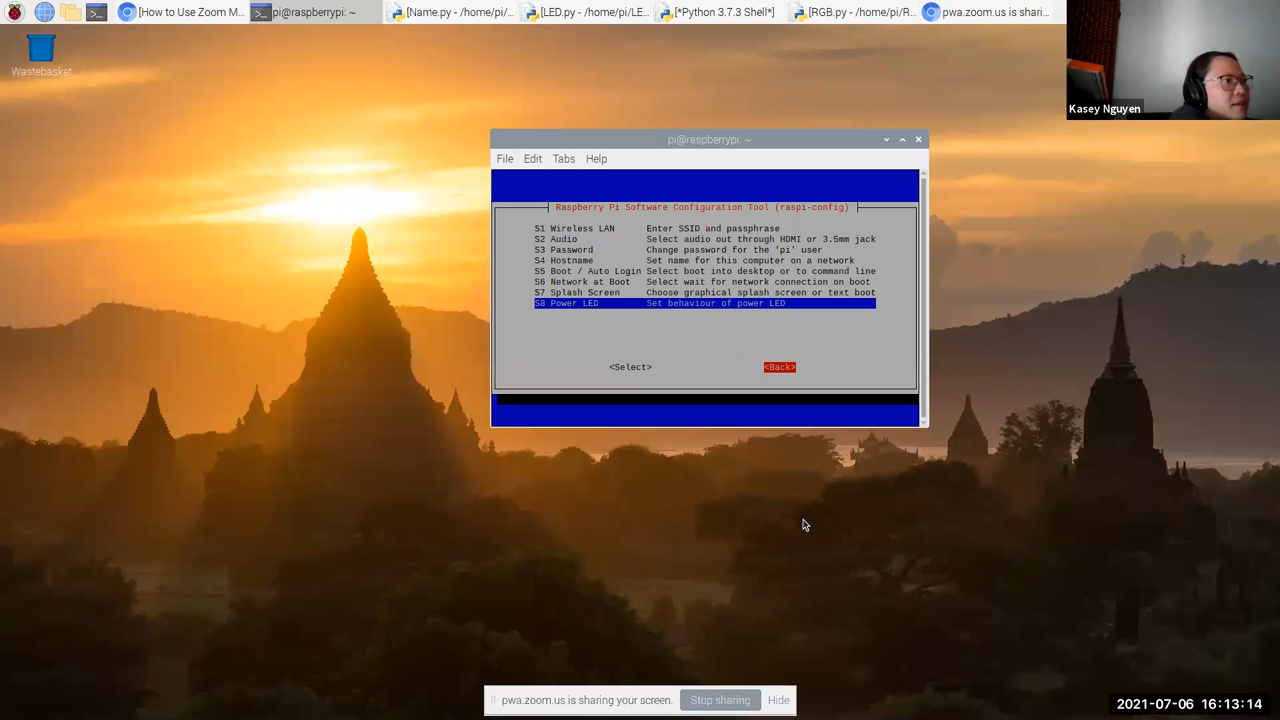 [How to Use Zoom M...
pi@raspberrypi: ~
[Name.py - /home/pi/...
[LED.py - /home/pi/LE...
[*Python 3.7.3 Shell*]
[RGB.py - /home/pi/R...
pwa.zoom.us is shari...
Wastebasket
Kasey Nguyen
pi@raspberrypi: ~
File Edit Tabs Help
Raspberry Pi Software Configuration Tool (raspi-config)
S1 Wireless LAN Enter SSID and passphrase
S2 Audio Select audio out through HDMI or 3.5mm jack
S3 Password Change password for the 'pi' user
S4 Hostname Set name for this computer on a network
S5 Boot / Auto Login Select boot into desktop or to command line
S6 Network at Boot Select wait for network connection on boot
S7 Splash Screen Choose graphical splash screen or text boot
S8 Power LED Set behaviour of power LED
<Select> <Back>
pwa.zoom.us is sharing your screen. Stop sharing Hide
2021-07-06 16:13:14